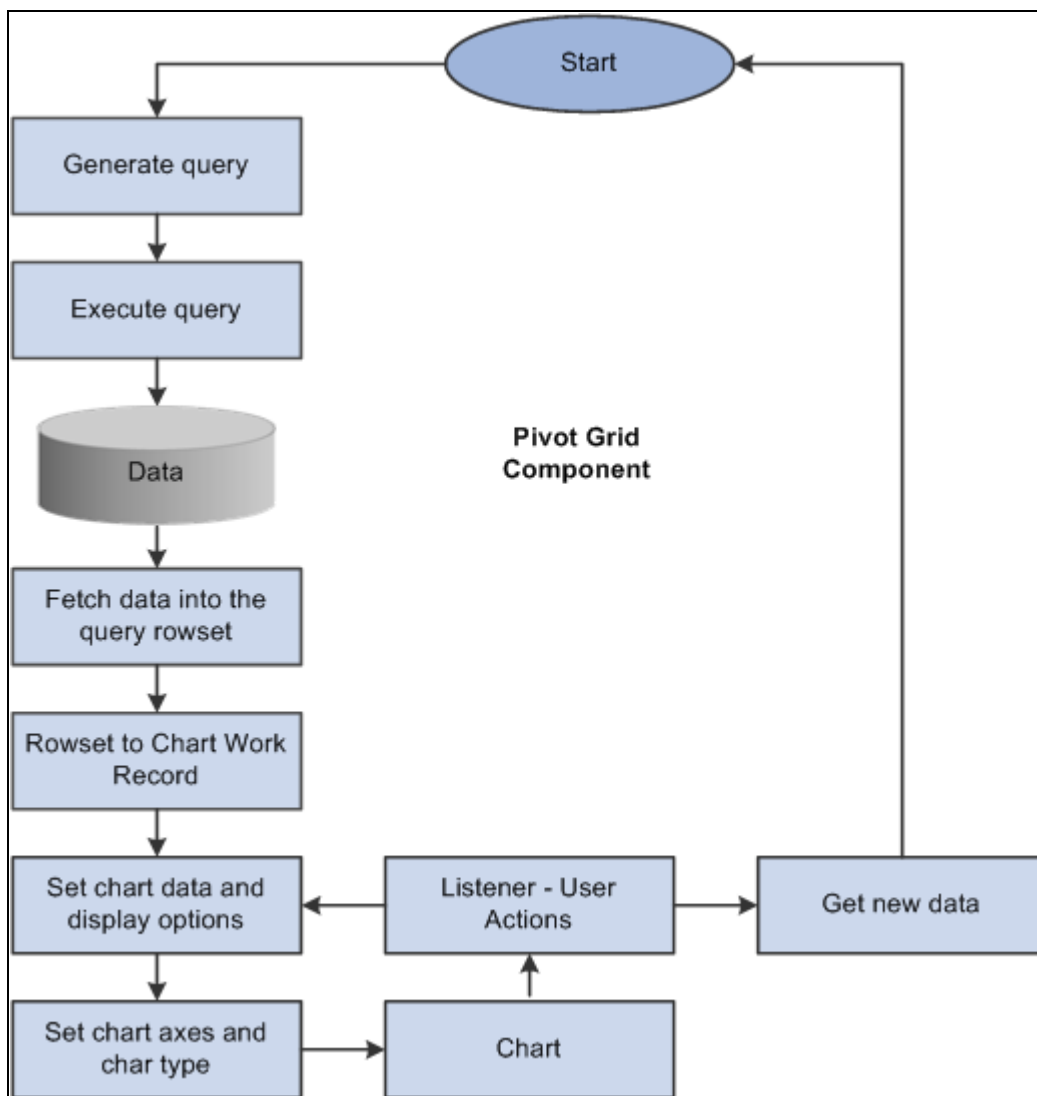 Start
Generate query
Execute query
Data
Pivot Grid
Component
Fetch data into the
query rowset
Rowset to Chart Work
Record
Set chart data and
display options
Listener - User
Actions
Get new data
Set chart axes and
char type
Chart